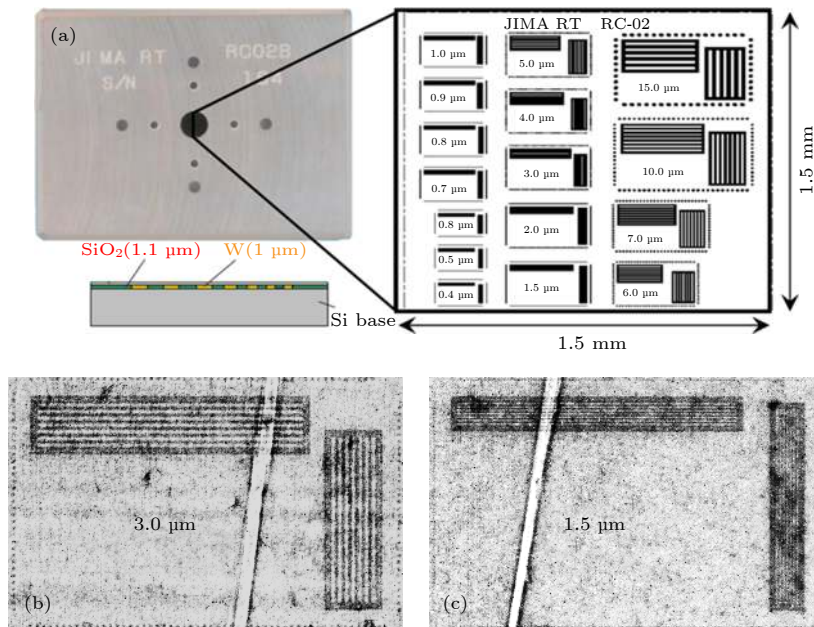 (a)
JIMA RT RC02B
S/N 184
SiO₂(1.1 µm) W(1 µm)
Si base
JIMA RT RC-02
1.0 µm
0.9 µm
0.8 µm
0.7 µm
0.8 µm
0.5 µm
0.4 µm
5.0 µm
4.0 µm
3.0 µm
2.0 µm
1.5 µm
15.0 µm
10.0 µm
7.0 µm
6.0 µm
1.5 mm
1.5 mm
3.0 µm
(b)
1.5 µm
(c)